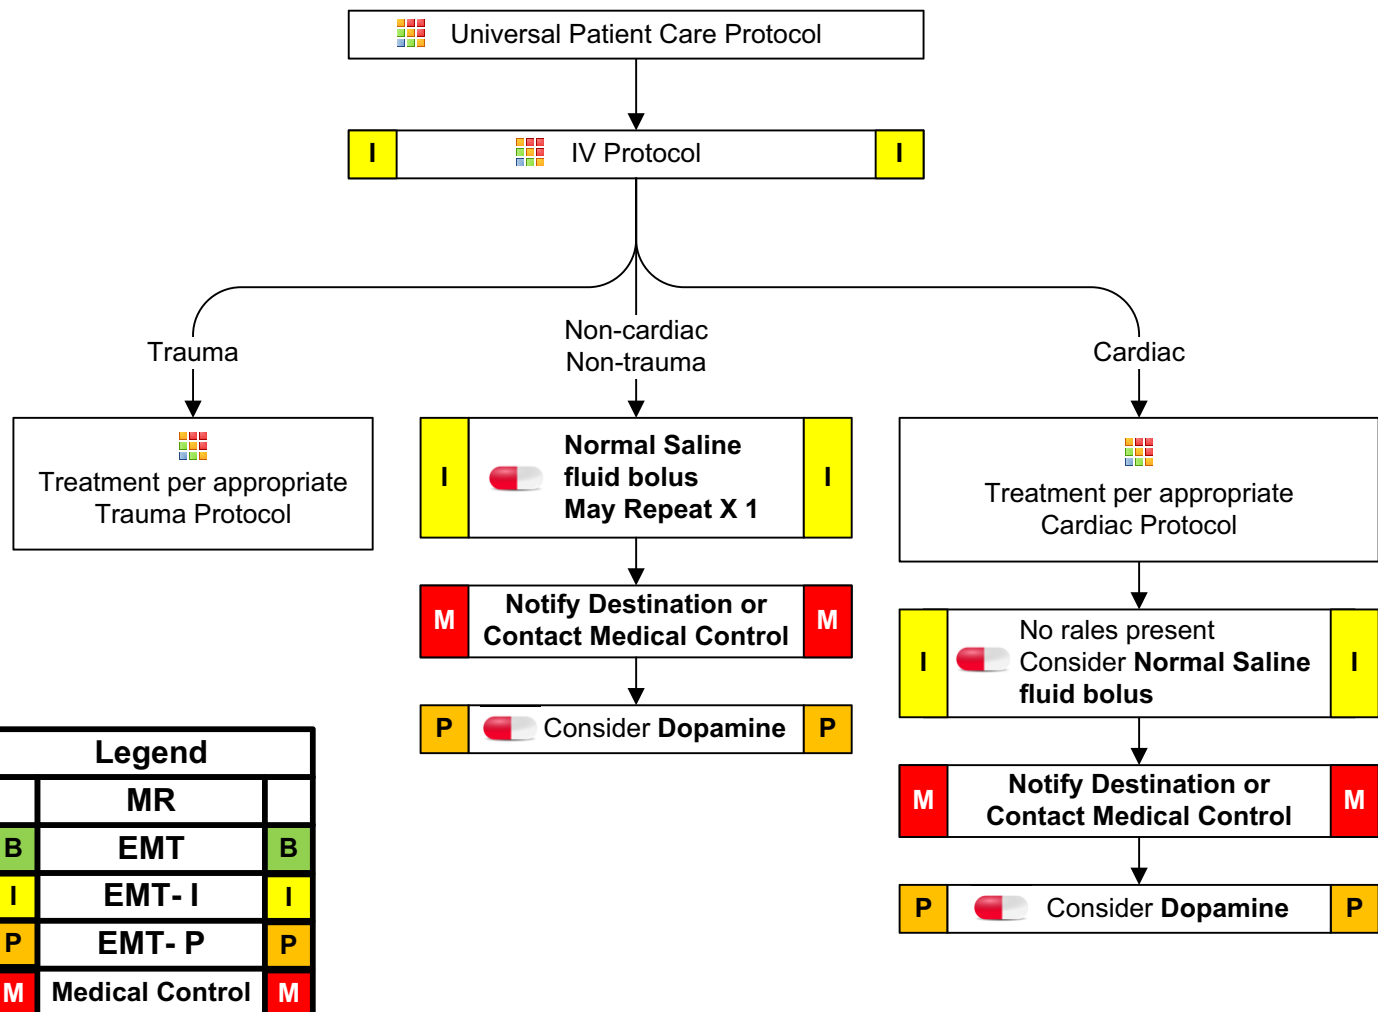 Universal Patient Care Protocol
I IV Protocol I
Trauma
Non-cardiac
Non-trauma
Cardiac
Treatment per appropriate
Trauma Protocol
I Normal Saline I
fluid bolus
May Repeat X 1
M Notify Destination or M
Contact Medical Control
P Consider Dopamine P
Treatment per appropriate
Cardiac Protocol
I No rales present I
Consider Normal Saline
fluid bolus
M Notify Destination or M
Contact Medical Control
P Consider Dopamine P
Legend
MR
B EMT B
I EMT- I I
P EMT- P P
M Medical Control M